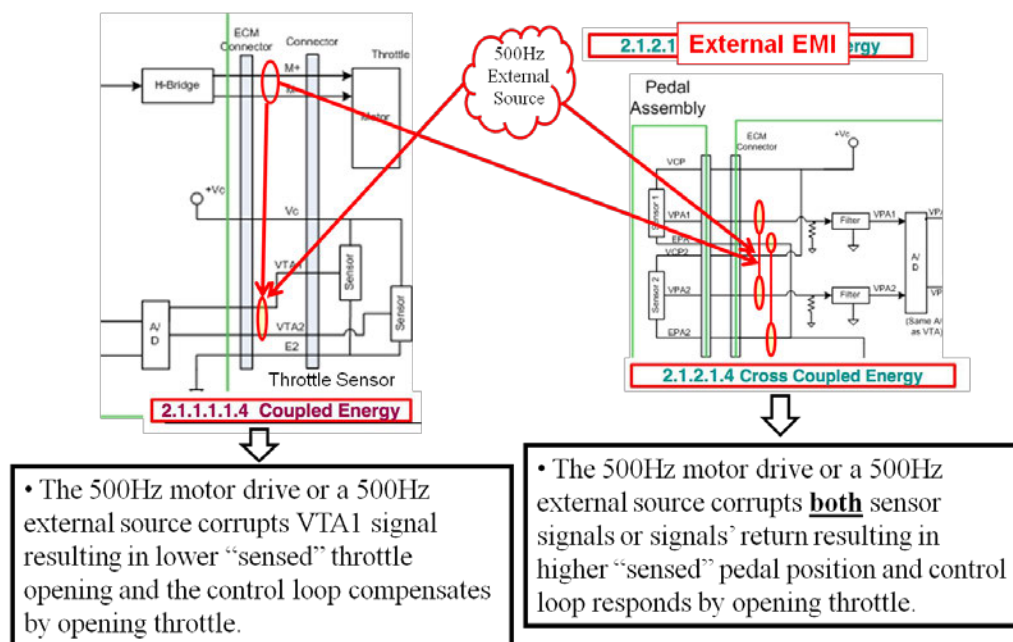 ECM
Connector
Connector
Throttle
M+
H-Bridge
Motor
+Vc
Vc
VTA1
Sensor
Sensor
A/
D
VTA2
E2
Throttle Sensor
2.1.1.1.1.4 Coupled Energy
500Hz
External
Source
2.1.2.1 External EMI
Pedal
Assembly
ECM
Connector
+Vc
VCP
Sensor 1
VPA1
Filter
VPA1
EPA
VCP2
A/
D
Sensor 2
VPA2
Filter
VPA2
(Same A/
as VTA)
EPA2
2.1.2.1.4 Cross Coupled Energy
• The 500Hz motor drive or a 500Hz
external source corrupts VTA1 signal
resulting in lower “sensed” throttle
opening and the control loop compensates
by opening throttle.
• The 500Hz motor drive or a 500Hz
external source corrupts both sensor
signals or signals’ return resulting in
higher “sensed” pedal position and control
loop responds by opening throttle.